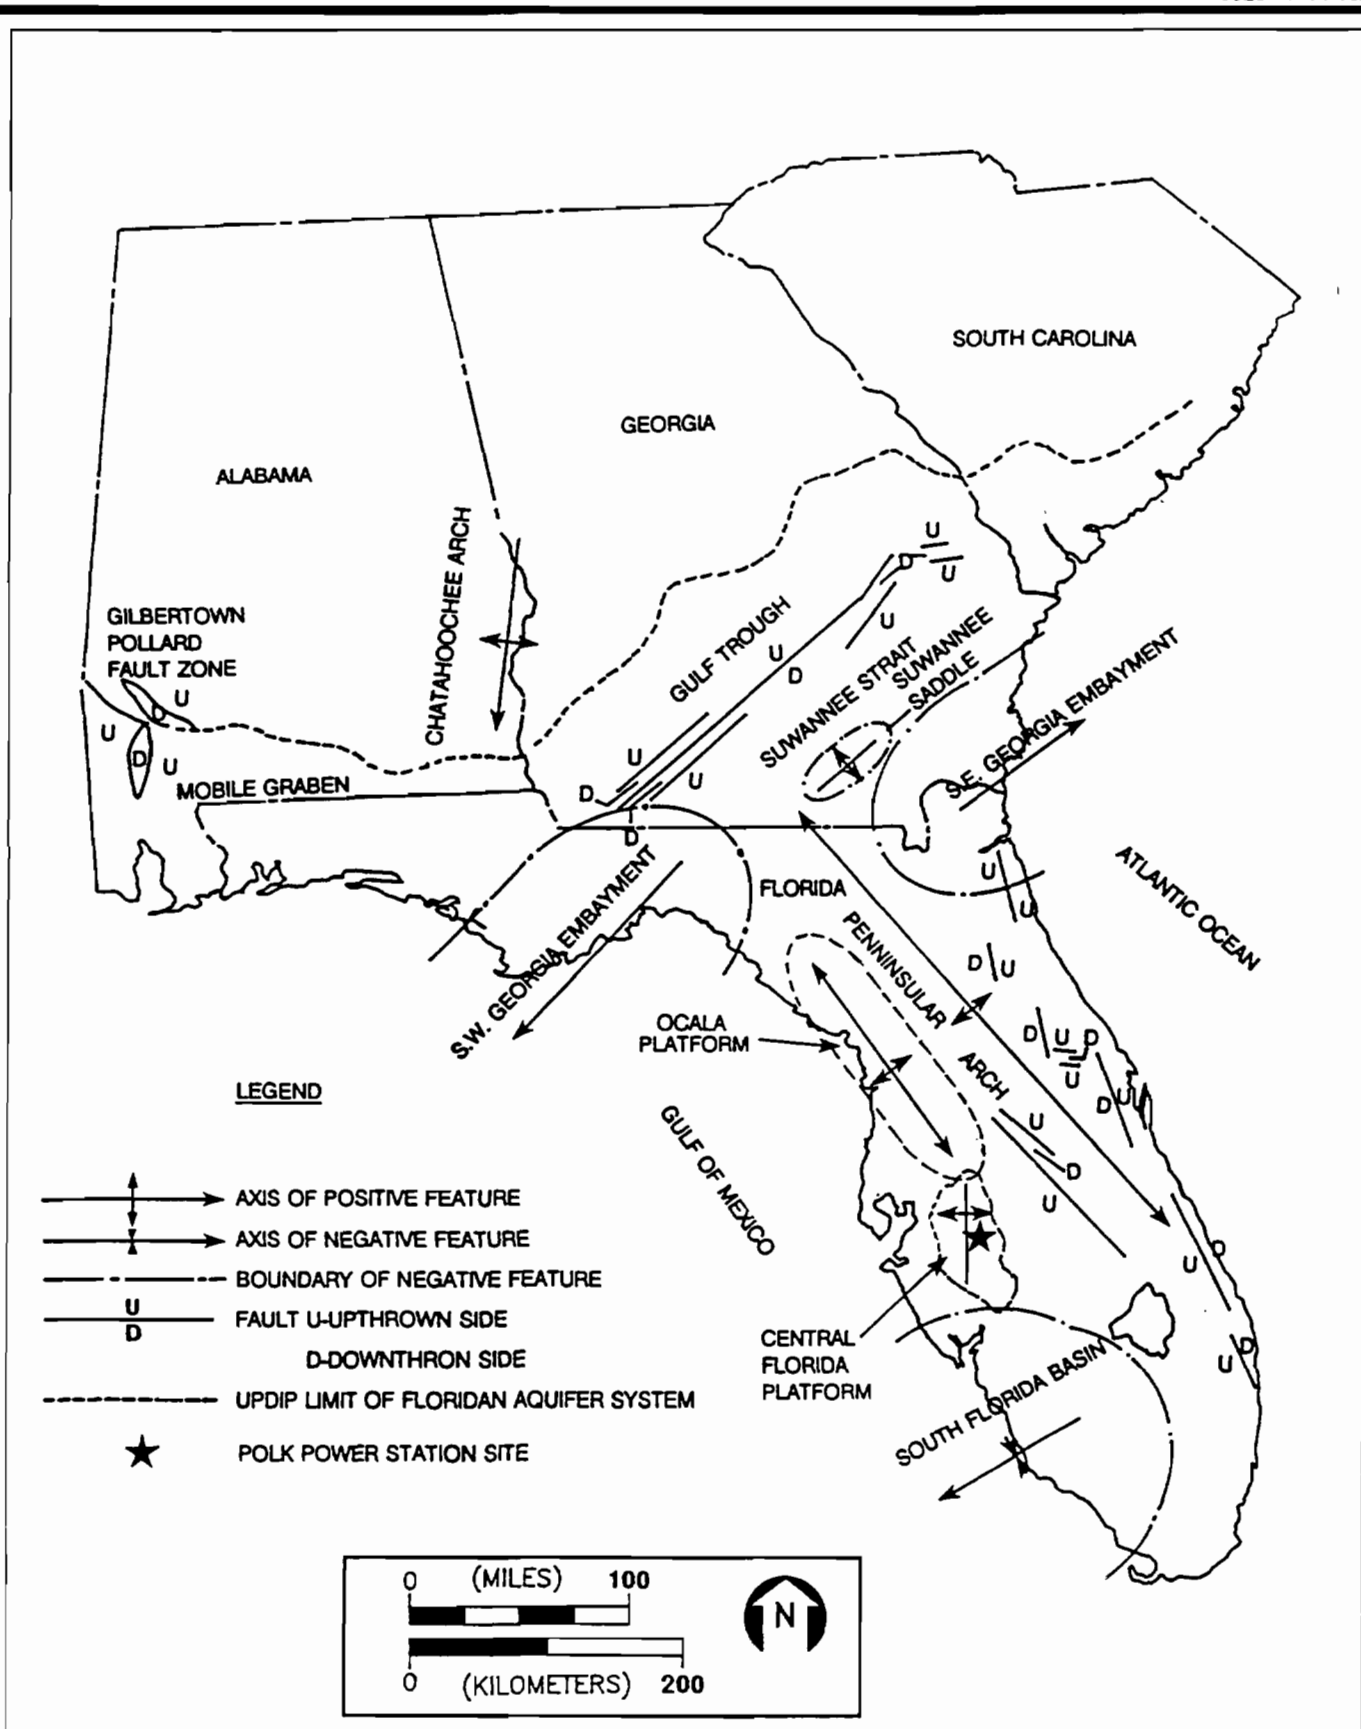 SOUTH CAROLINA
GEORGIA
ALABAMA
CHATAHOOCHEE ARCH
GILBERTOWN
POLLARD
FAULT ZONE
U
D
U
D
U
MOBILE GRABEN
GULF TROUGH
U
D
U
U
D
U
U
D
U
D
U
D
SUWANNEE STRAIT
SUWANNEE
SADDLE
S.E. GEORGIA EMBAYMENT
S.W. GEORGIA EMBAYMENT
FLORIDA
ATLANTIC OCEAN
PENNINSULAR
ARCH
OCALA
PLATFORM
GULF OF MEXICO
U
U
D
U
D
U
D
U
D
U
U
D
U
U
D
U
D
CENTRAL
FLORIDA
PLATFORM
SOUTH FLORIDA BASIN
LEGEND
AXIS OF POSITIVE FEATURE
AXIS OF NEGATIVE FEATURE
BOUNDARY OF NEGATIVE FEATURE
U
D
FAULT U-UPTHROWN SIDE
D-DOWNTHRON SIDE
UPDIP LIMIT OF FLORIDAN AQUIFER SYSTEM
POLK POWER STATION SITE
0 (MILES) 100
0 (KILOMETERS) 200
N